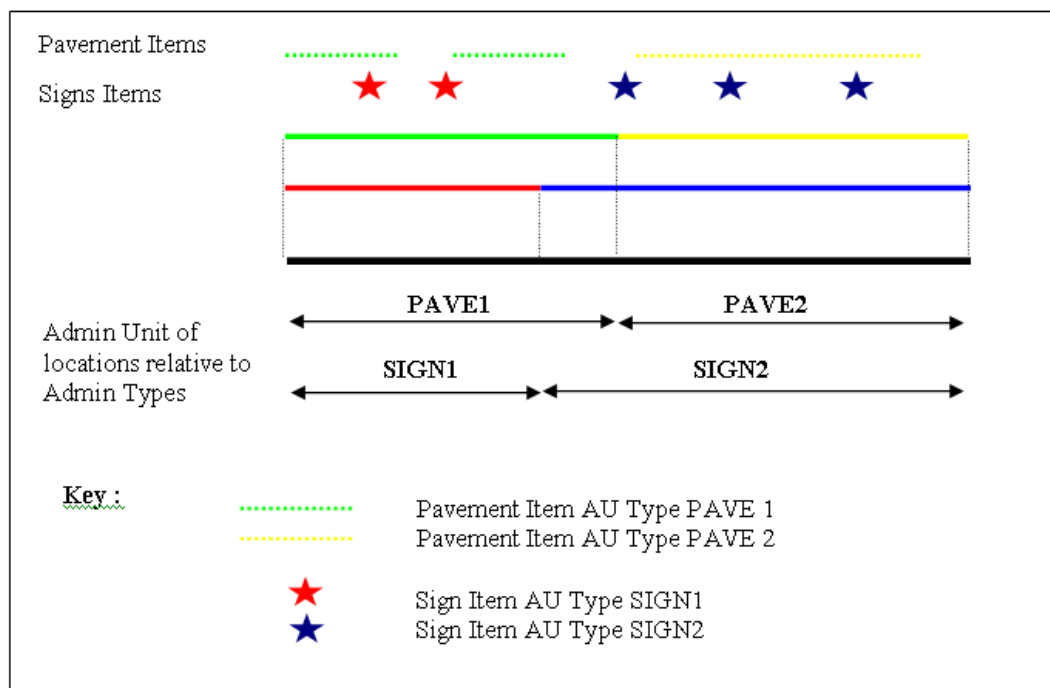 Pavement Items
Signs Items
PAVE1 PAVE2
Admin Unit of
locations relative to
Admin Types
SIGN1 SIGN2
Key :
Pavement Item AU Type PAVE 1
Pavement Item AU Type PAVE 2
Sign Item AU Type SIGN1
Sign Item AU Type SIGN2